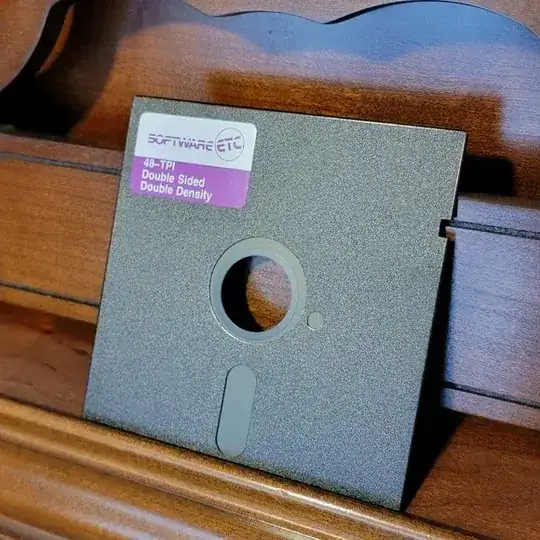 SOFTWARE ETC
48-TPI
Double Sided
Double Density